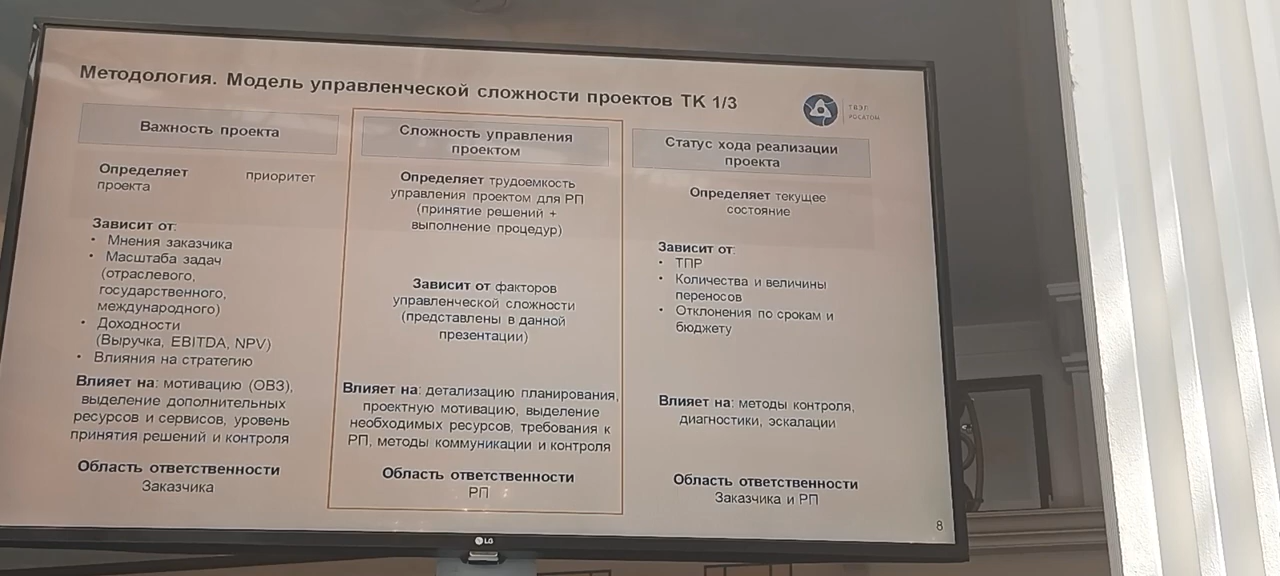 Методология. Модель управленческой сложности проектов ТК 1/3
ТВЭЛ
РОСАТОМ
Важность проекта
Определяет приоритет
проекта
Зависит от:
• Мнения заказчика
• Масштаба задач
(отраслевого,
государственного,
международного)
• Доходности
(Выручка, EBITDA, NPV)
• Влияния на стратегию
Влияет на: мотивацию (ОВЗ),
выделение дополнительных
ресурсов и сервисов, уровень
принятия решений и контроля
Область ответственности
Заказчика
Сложность управления
проектом
Определяет трудоемкость
управления проектом для РП
(принятие решений +
выполнение процедур)
Зависит от факторов
управленческой сложности
(представлены в данной
презентации)
Влияет на: детализацию планирования,
проектную мотивацию, выделение
необходимых ресурсов, требования к
РП, методы коммуникации и контроля
Область ответственности
РП
Статус хода реализации
проекта
Определяет текущее
состояние
Зависит от:
• ТПР
• Количества и величины
переносов
• Отклонения по срокам и
бюджету
Влияет на: методы контроля,
диагностики, эскалации
Область ответственности
Заказчика и РП
8
LG